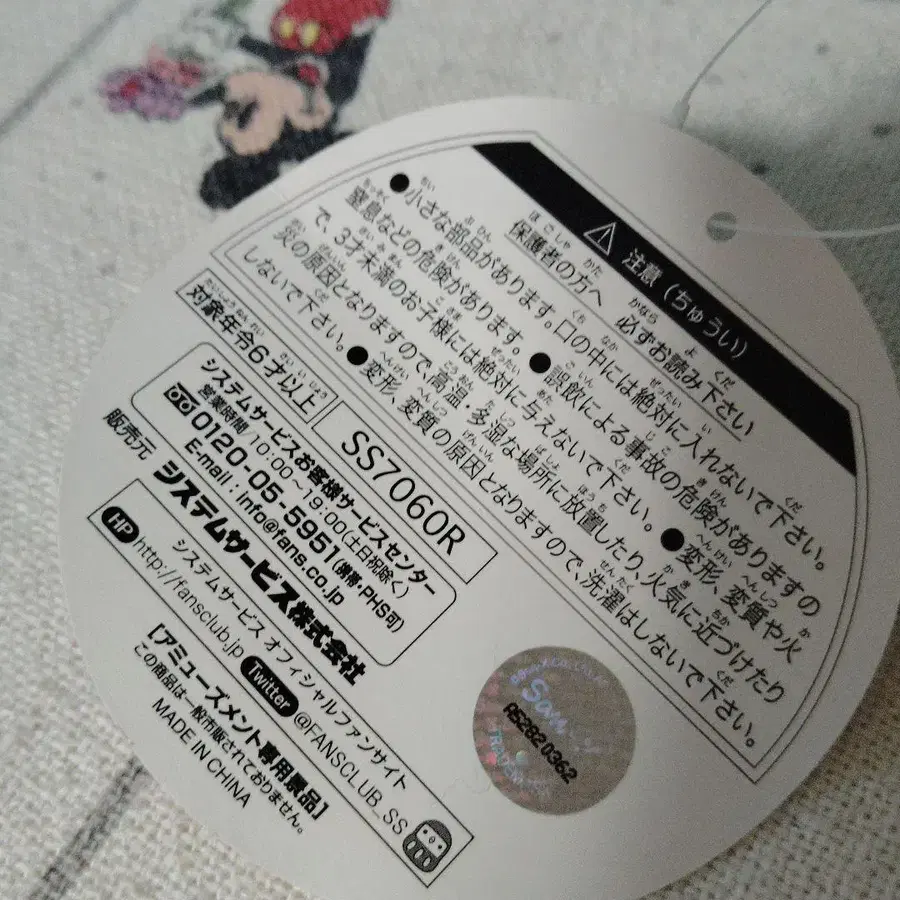 ⚠ 注意(ちゅうい)
保護者の方へ 必ずお読み下さい
●小さな部品があります。口の中には絶対に入れないで下さい。
窒息などの危険があります。●誤飲による事故の危険がありますの
で、3才未満のお子様には絶対に与えないで下さい。●変形、変質や火
災の原因となりますので、高温・多湿な場所に放置したり、火気に近づけたり
しないで下さい。●変形、変質の原因となりますので、洗濯はしないで下さい。
対象年令6才以上
SS7060R
システムサービスお客様サービスセンター
営業時間/10:00~19:00(土日祝除く)
0120-05-5951(携帯・PHS可)
E-mail:info@fans.co.jp
販売元 システムサービス株式会社
システムサービス オフィシャルファンサイト
HP http://fansclub.jp Twitter @FANSCLUB_SS
【アミューズメント専用景品】
この商品は一般市販されておりません。
MADE IN CHINA
AS282 0362